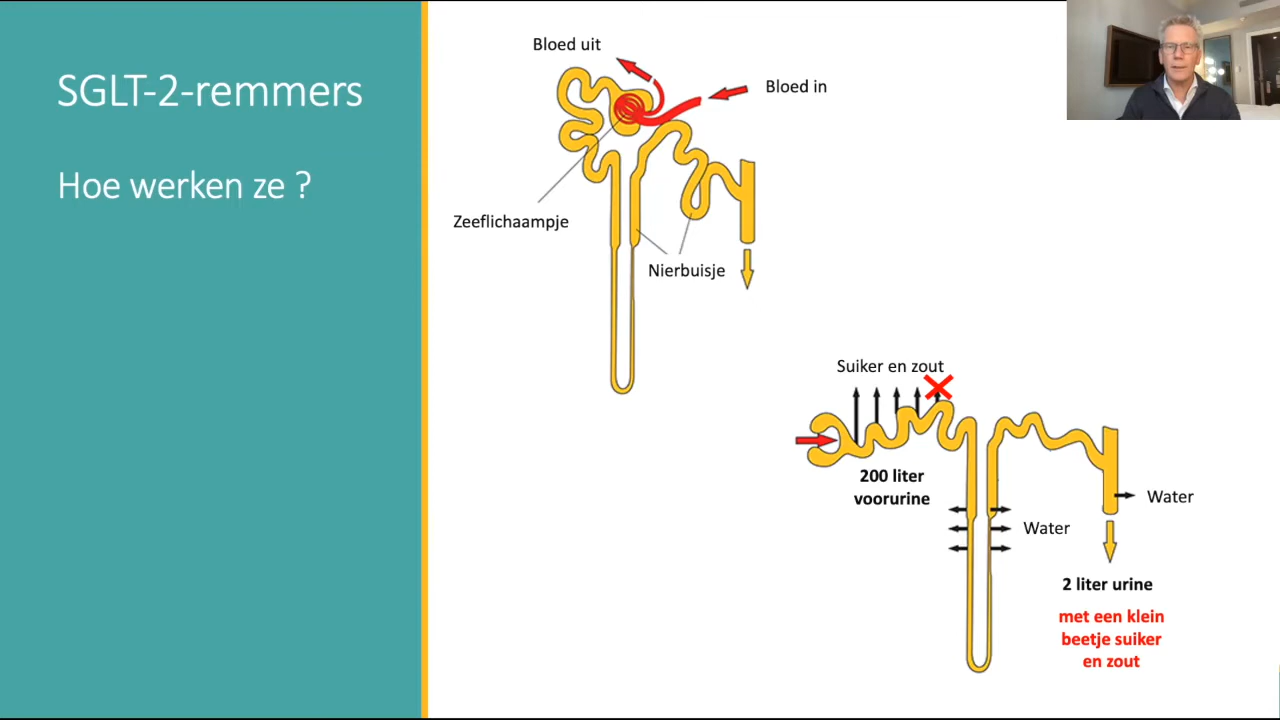 SGLT-2-remmers
Hoe werken ze ?
Bloed uit
Bloed in
Zeeflichaampje
Nierbuisje
Suiker en zout
200 liter
voorurine
Water
Water
2 liter urine
met een klein
beetje suiker
en zout